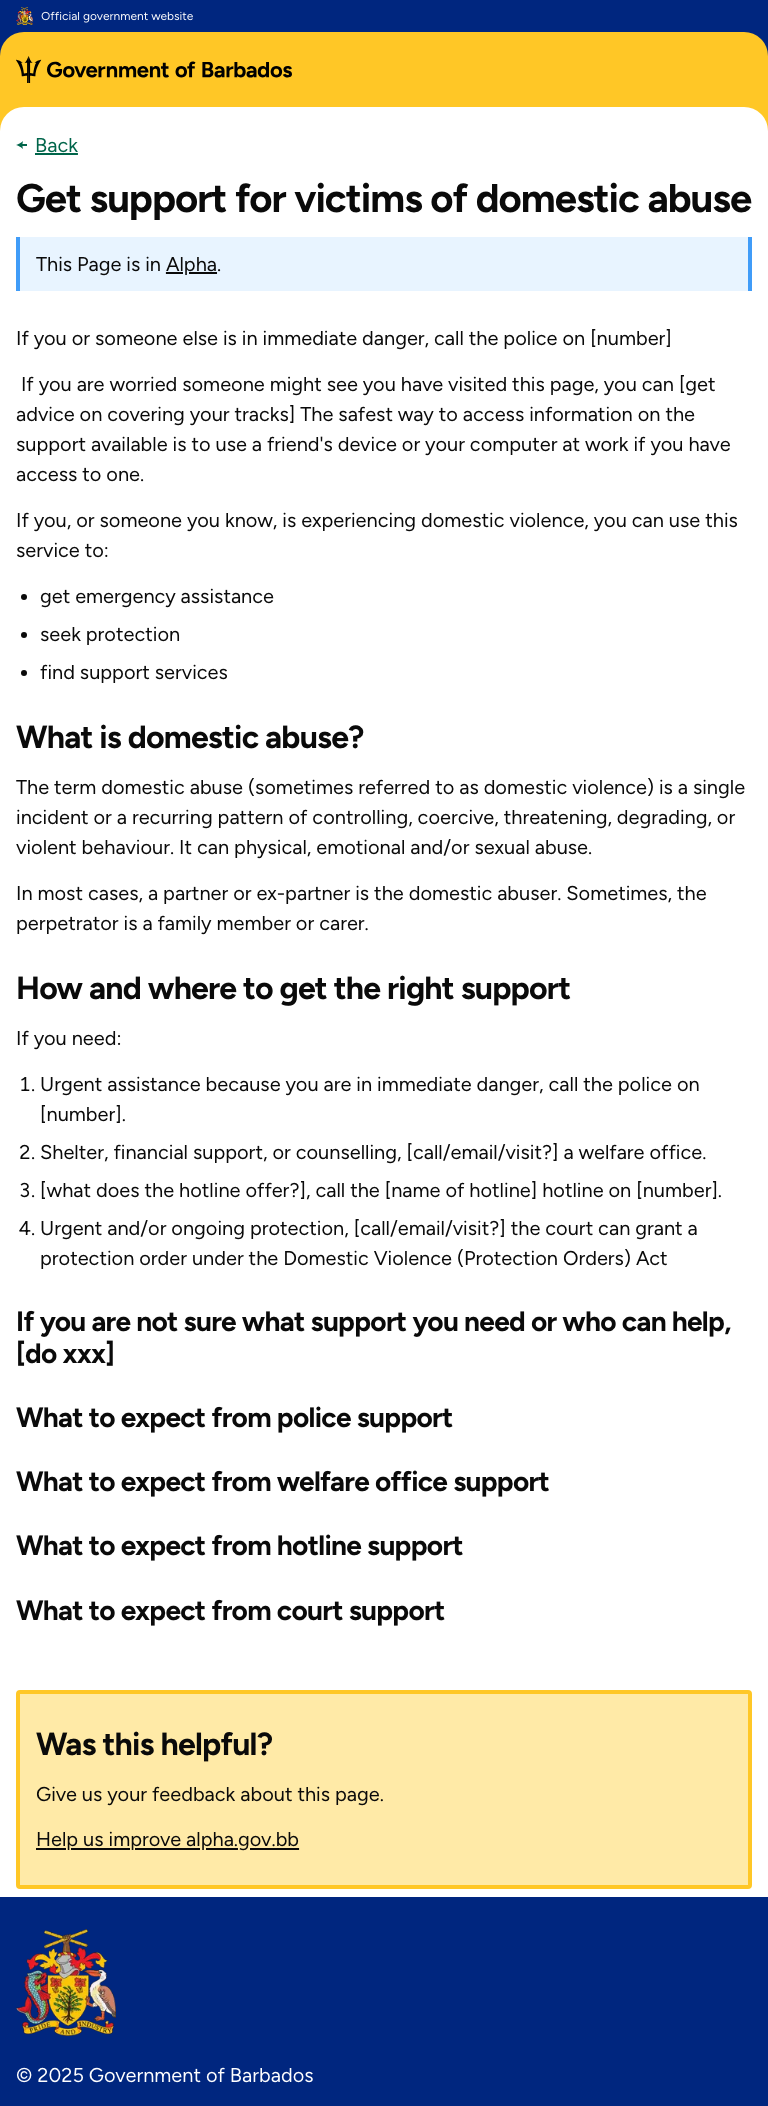 Official government website
Government of Barbados
Back
Get support for victims of domestic abuse
This Page is in Alpha.
If you or someone else is in immediate danger, call the police on [number]
If you are worried someone might see you have visited this page, you can [get
advice on covering your tracks] The safest way to access information on the
support available is to use a friend's device or your computer at work if you have
access to one.
If you, or someone you know, is experiencing domestic violence, you can use this
service to:
• get emergency assistance
• seek protection
• find support services
What is domestic abuse?
The term domestic abuse (sometimes referred to as domestic violence) is a single
incident or a recurring pattern of controlling, coercive, threatening, degrading, or
violent behaviour. It can physical, emotional and/or sexual abuse.
In most cases, a partner or ex-partner is the domestic abuser. Sometimes, the
perpetrator is a family member or carer.
How and where to get the right support
If you need:
1. Urgent assistance because you are in immediate danger, call the police on
[number].
2. Shelter, financial support, or counselling, [call/email/visit?] a welfare office.
3. [what does the hotline offer?], call the [name of hotline] hotline on [number].
4. Urgent and/or ongoing protection, [call/email/visit?] the court can grant a
protection order under the Domestic Violence (Protection Orders) Act
If you are not sure what support you need or who can help,
[do xxx]
What to expect from police support
What to expect from welfare office support
What to expect from hotline support
What to expect from court support
Was this helpful?
Give us your feedback about this page.
Help us improve alpha.gov.bb
PRIDE AND INDUSTRY
© 2025 Government of Barbados